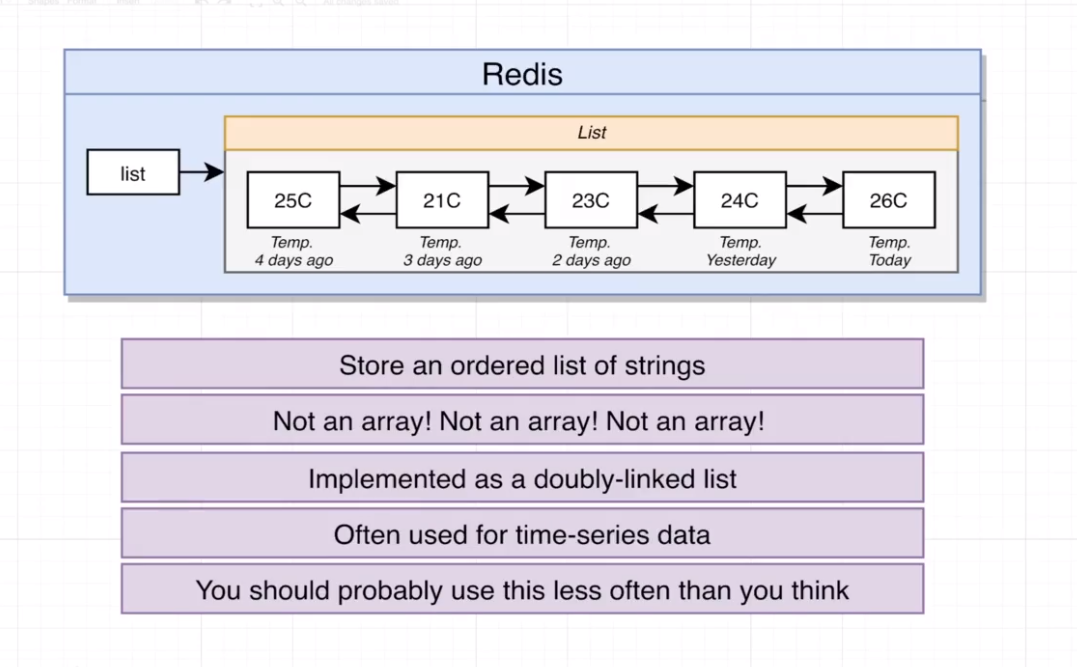 Redis
List
list
25C
21C
23C
24C
26C
Temp.
4 days ago
Temp.
3 days ago
Temp.
2 days ago
Temp.
Yesterday
Temp.
Today
Store an ordered list of strings
Not an array! Not an array! Not an array!
Implemented as a doubly-linked list
Often used for time-series data
You should probably use this less often than you think